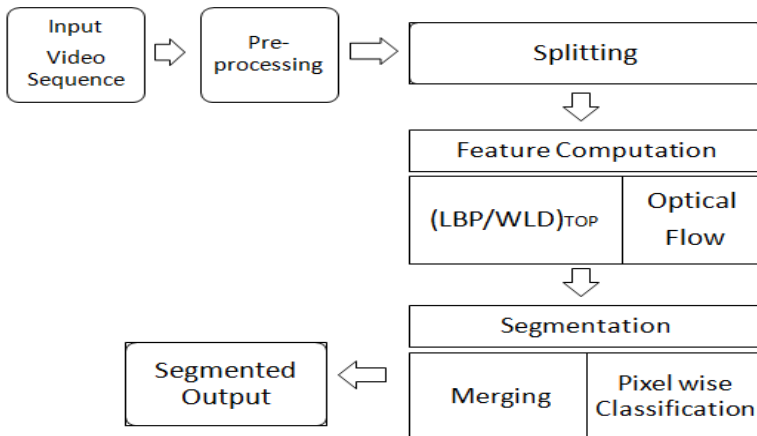 Input
Video
Sequence
Pre-
processing
Splitting
Feature Computation
(LBP/WLD)TOP
Optical
Flow
Segmentation
Merging
Pixel wise
Classification
Segmented
Output